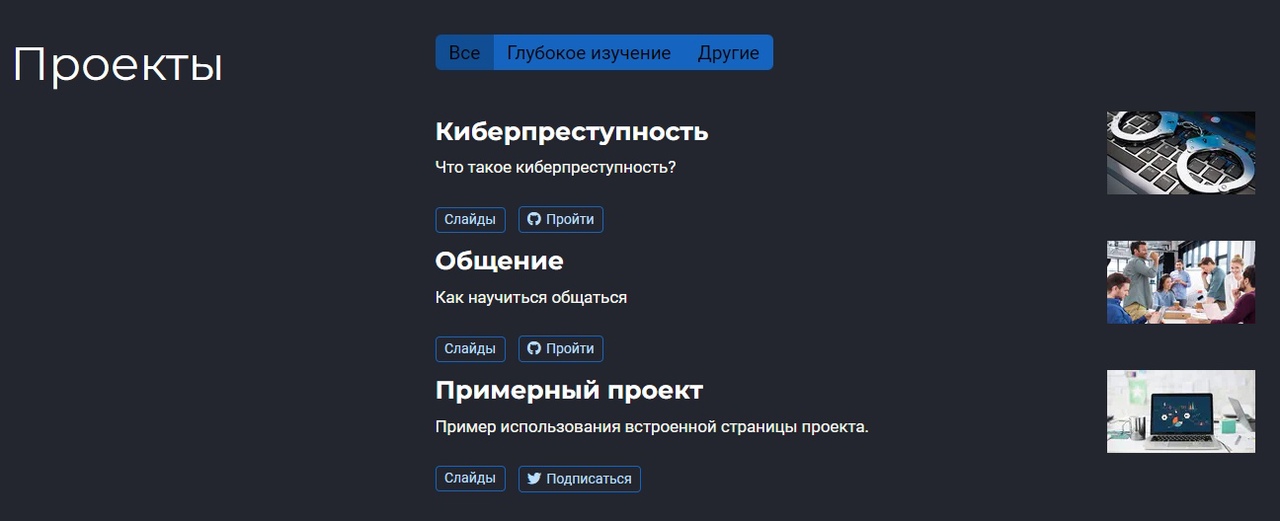 Проекты
Все Глубокое изучение Другие
Киберпреступность
Что такое киберпреступность?
Слайды Пройти
Общение
Как научиться общаться
Слайды Пройти
Примерный проект
Пример использования встроенной страницы проекта.
Слайды Подписаться